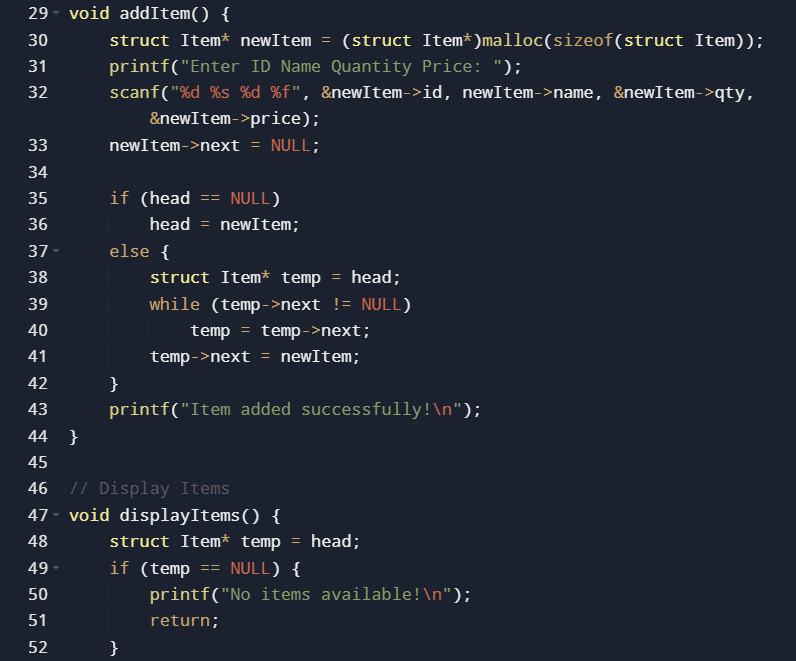 29 void addItem() {
30     struct Item* newItem = (struct Item*)malloc(sizeof(struct Item));
31     printf("Enter ID Name Quantity Price: ");
32     scanf("%d %s %d %f", &newItem->id, newItem->name, &newItem->qty,
           &newItem->price);
33     newItem->next = NULL;
34
35     if (head == NULL)
36         head = newItem;
37     else {
38         struct Item* temp = head;
39         while (temp->next != NULL)
40             temp = temp->next;
41         temp->next = newItem;
42     }
43     printf("Item added successfully!\n");
44 }
45
46 // Display Items
47 void displayItems() {
48     struct Item* temp = head;
49     if (temp == NULL) {
50         printf("No items available!\n");
51         return;
52     }